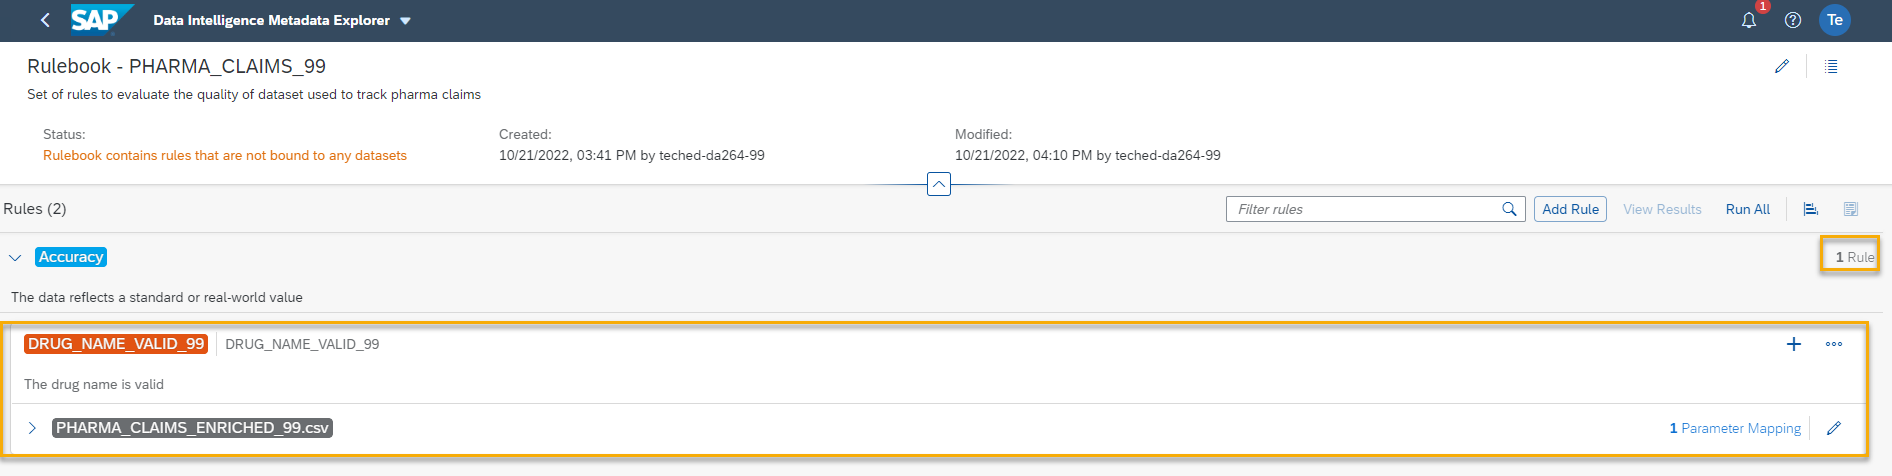 SAP Data Intelligence Metadata Explorer 1 Te
Rulebook - PHARMA_CLAIMS_99
Set of rules to evaluate the quality of dataset used to track pharma claims
Status: Created: Modified:
Rulebook contains rules that are not bound to any datasets 10/21/2022, 03:41 PM by teched-da264-99 10/21/2022, 04:10 PM by teched-da264-99
Rules (2) Filter rules Add Rule View Results Run All
Accuracy 1 Rule
The data reflects a standard or real-world value
DRUG_NAME_VALID_99 DRUG_NAME_VALID_99
The drug name is valid
PHARMA_CLAIMS_ENRICHED_99.csv 1 Parameter Mapping